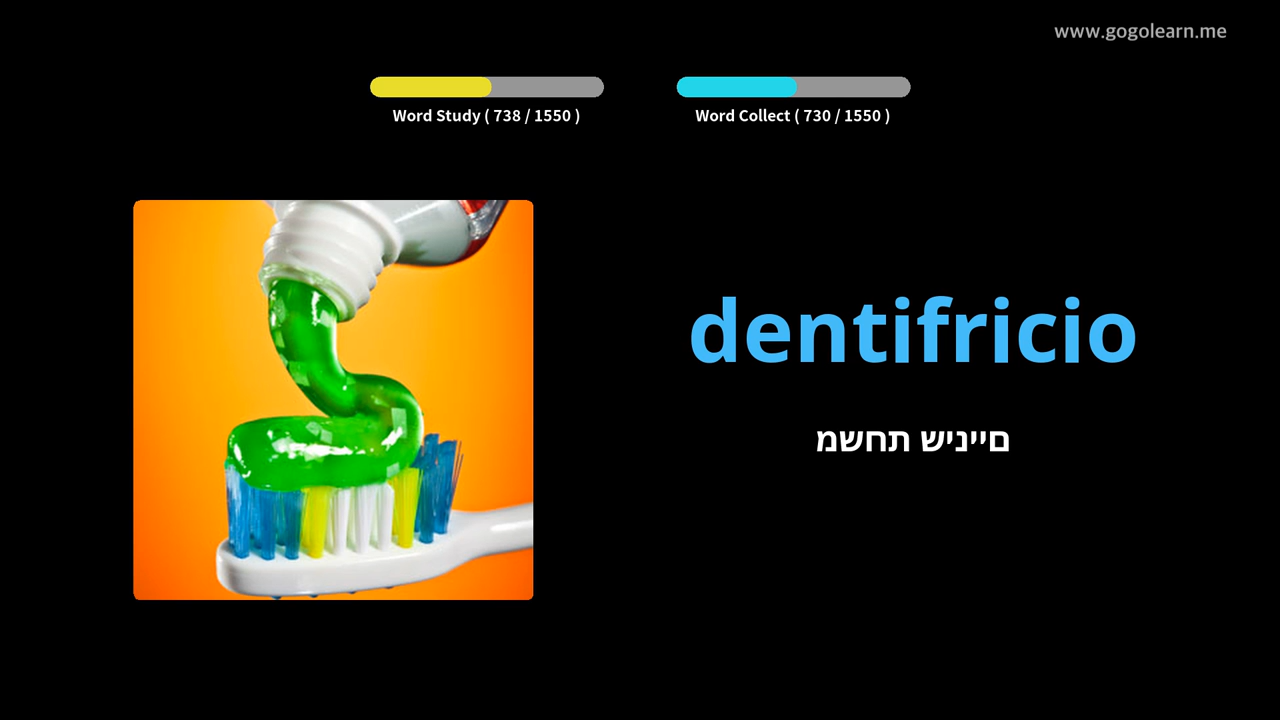 www.gogolearn.me
Word Study ( 738 / 1550 )
Word Collect ( 730 / 1550 )
dentifricio
םייניש תחשמ